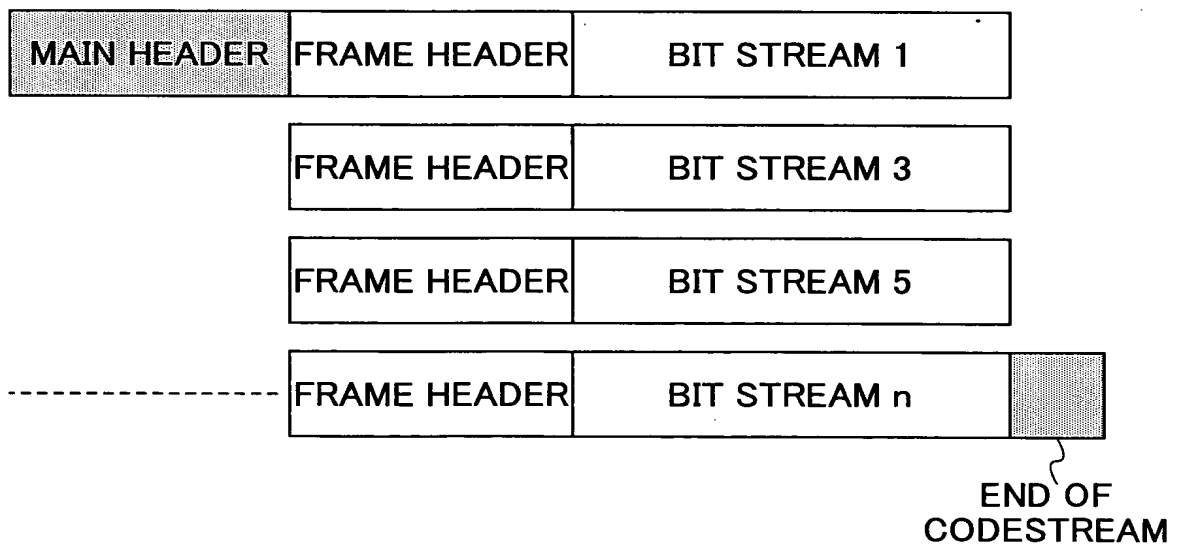 MAIN HEADER FRAME HEADER BIT STREAM 1
FRAME HEADER BIT STREAM 3
FRAME HEADER BIT STREAM 5
FRAME HEADER BIT STREAM n
END OF
CODESTREAM